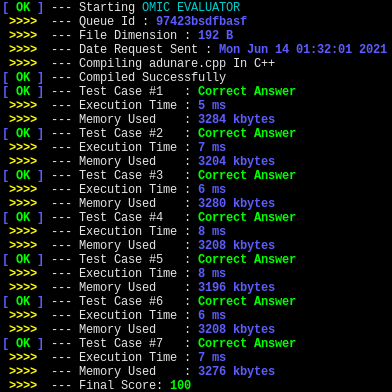 [ OK ] --- Starting OMIC EVALUATOR
>>>> --- Queue Id : 97423bsdfbasf
>>>> --- File Dimension : 192 B
>>>> --- Date Request Sent : Mon Jun 14 01:32:01 2021
>>>> --- Compiling adunare.cpp In C++
[ OK ] --- Compiled Successfully
[ OK ] --- Test Case #1 : Correct Answer
>>>> --- Execution Time : 5 ms
>>>> --- Memory Used : 3284 kbytes
[ OK ] --- Test Case #2 : Correct Answer
>>>> --- Execution Time : 7 ms
>>>> --- Memory Used : 3204 kbytes
[ OK ] --- Test Case #3 : Correct Answer
>>>> --- Execution Time : 6 ms
>>>> --- Memory Used : 3280 kbytes
[ OK ] --- Test Case #4 : Correct Answer
>>>> --- Execution Time : 8 ms
>>>> --- Memory Used : 3208 kbytes
[ OK ] --- Test Case #5 : Correct Answer
>>>> --- Execution Time : 8 ms
>>>> --- Memory Used : 3196 kbytes
[ OK ] --- Test Case #6 : Correct Answer
>>>> --- Execution Time : 6 ms
>>>> --- Memory Used : 3208 kbytes
[ OK ] --- Test Case #7 : Correct Answer
>>>> --- Execution Time : 7 ms
>>>> --- Memory Used : 3276 kbytes
>>>> --- Final Score: 100